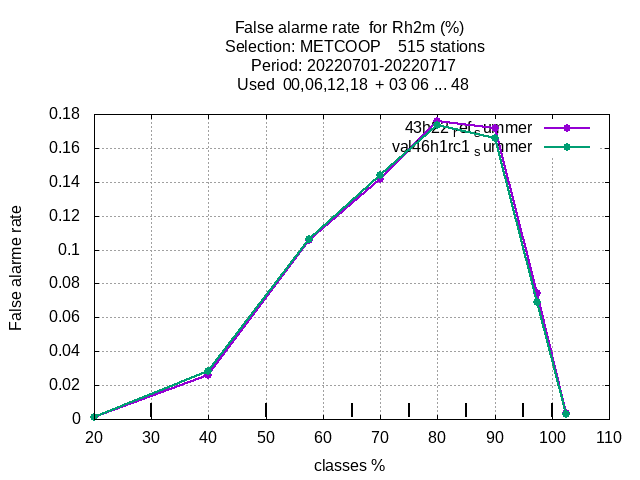 False alarme rate for Rh2m (%)
Selection: METCOOP 515 stations
Period: 20220701-20220717
Used 00,06,12,18 + 03 06 ... 48
0.18
0.16
0.14
0.12
0.1
0.08
0.06
0.04
0.02
0
False alarme rate
43h22refsummer
val46h1rc1summer
20 30 40 50 60 70 80 90 100 110
classes %